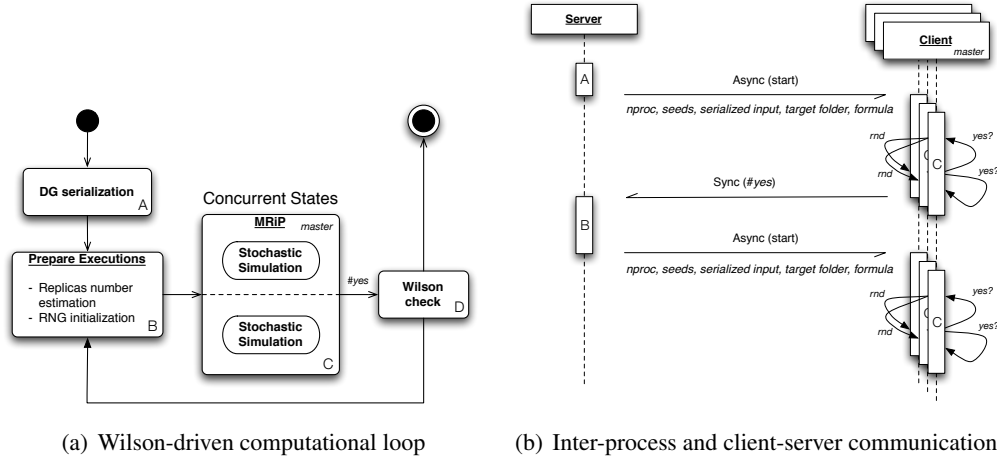 DG serialization
A
Prepare Executions
- Replicas number
estimation
- RNG initialization
B
Concurrent States
MRiP
master
Stochastic
Simulation
Stochastic
Simulation
C
#yes
Wilson
check
D
(a) Wilson-driven computational loop
Server
Client
master
A
Async (start)
nproc, seeds, serialized input, target folder, formula
rnd
rnd
C
yes?
yes?
Sync (#yes)
B
Async (start)
nproc, seeds, serialized input, target folder, formula
rnd
rnd
C
yes?
yes?
(b) Inter-process and client-server communication